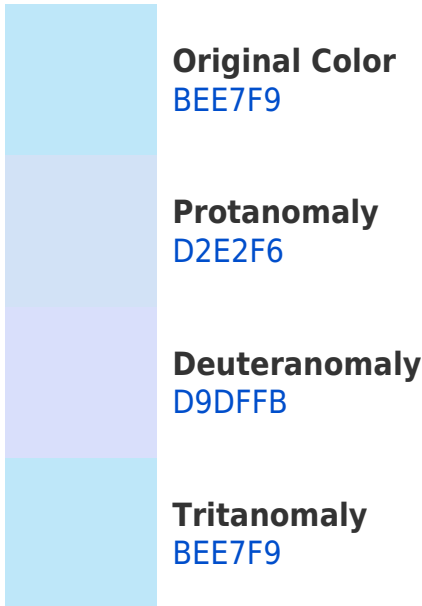 Original Color
BEE7F9
Protanomaly
D2E2F6
Deuteranomaly
D9DFFB
Tritanomaly
BEE7F9